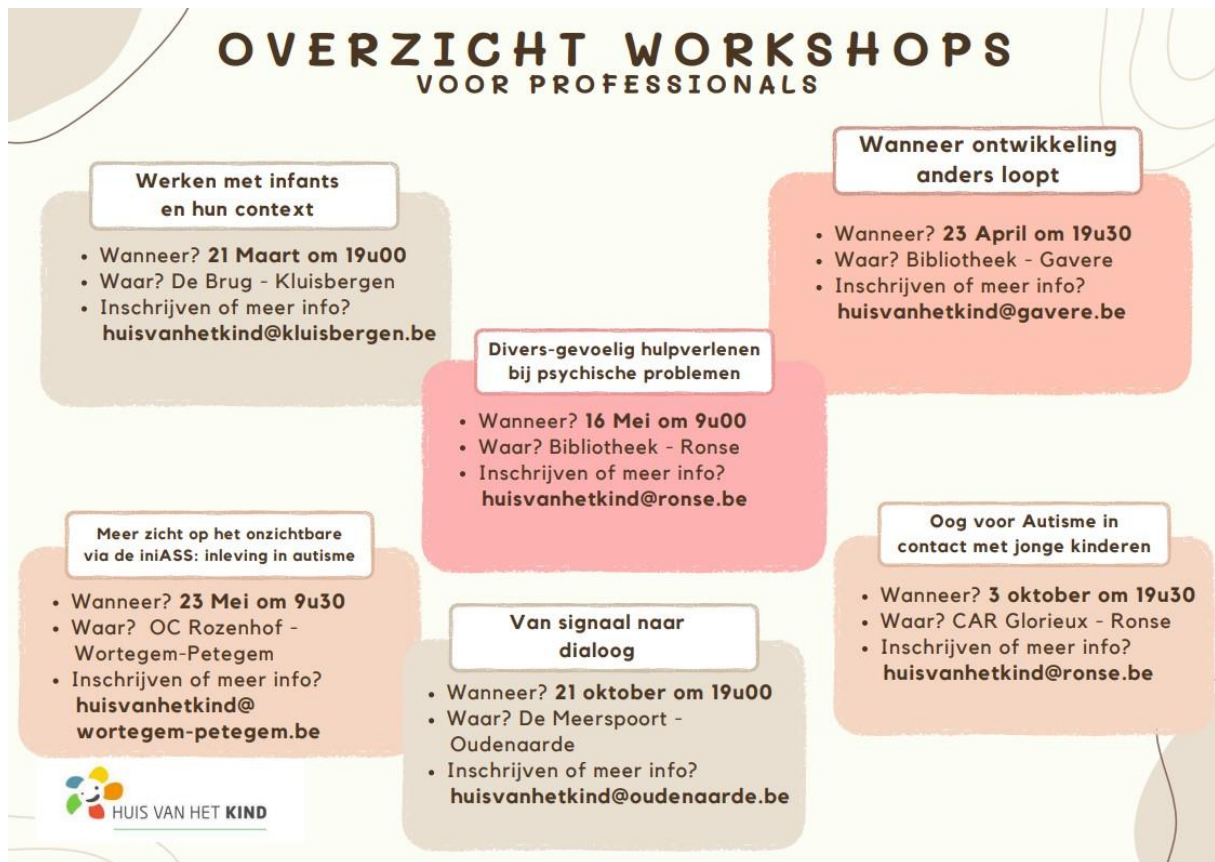 OVERZICHT WORKSHOPS
VOOR PROFESSIONALS
Werken met infants
en hun context
• Wanneer? 21 Maart om 19u00
• Waar? De Brug - Kluisbergen
• Inschrijven of meer info?
huisvanhetkind@kluisbergen.be
Wanneer ontwikkeling
anders loopt
• Wanneer? 23 April om 19u30
• Waar? Bibliotheek - Gavere
• Inschrijven of meer info?
huisvanhetkind@gavere.be
Divers-gevoelig hulpverlenen
bij psychische problemen
• Wanneer? 16 Mei om 9u00
• Waar? Bibliotheek - Ronse
• Inschrijven of meer info?
huisvanhetkind@ronse.be
Meer zicht op het onzichtbare
via de iniASS: inleving in autisme
• Wanneer? 23 Mei om 9u30
• Waar? OC Rozenhof -
Wortegem-Petegem
• Inschrijven of meer info?
huisvanhetkind@
wortegem-petegem.be
Van signaal naar
dialoog
• Wanneer? 21 oktober om 19u00
• Waar? De Meerspoort -
Oudenaarde
• Inschrijven of meer info?
huisvanhetkind@oudenaarde.be
Oog voor Autisme in
contact met jonge kinderen
• Wanneer? 3 oktober om 19u30
• Waar? CAR Glorieux - Ronse
• Inschrijven of meer info?
huisvanhetkind@ronse.be
HUIS VAN HET KIND